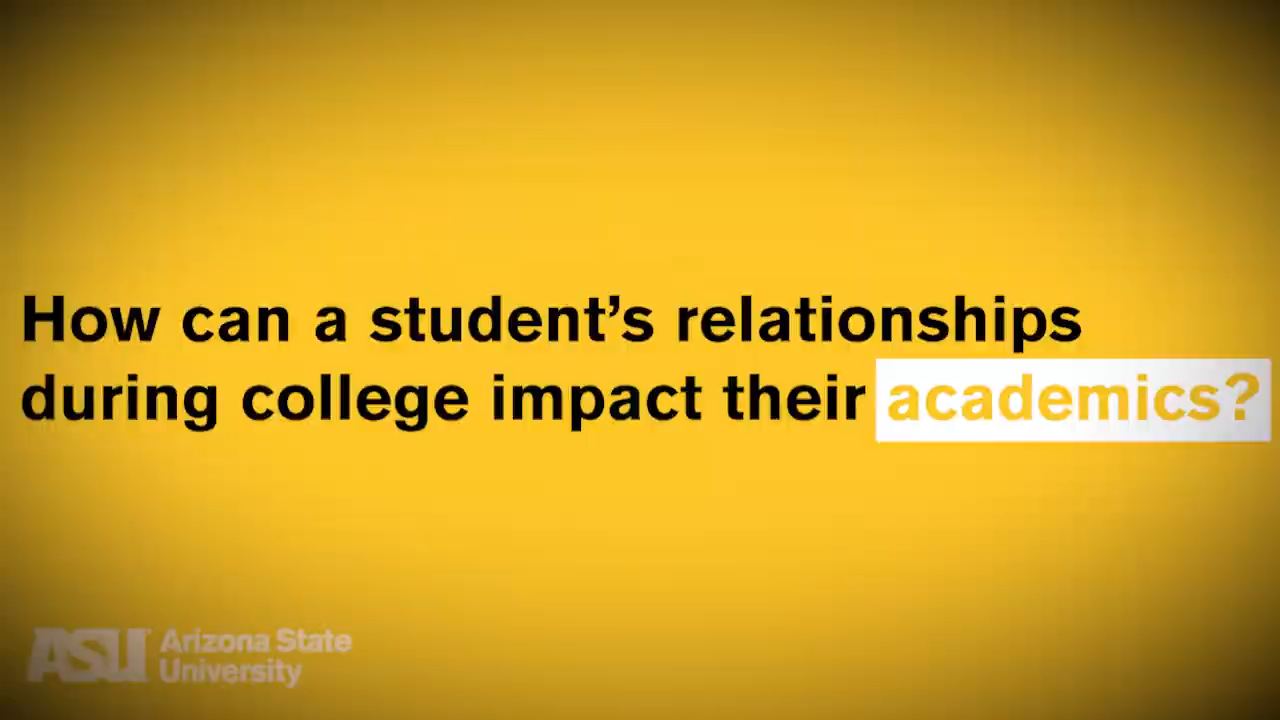 How can a student’s relationships
during college impact their academics?
ASU Arizona State
University